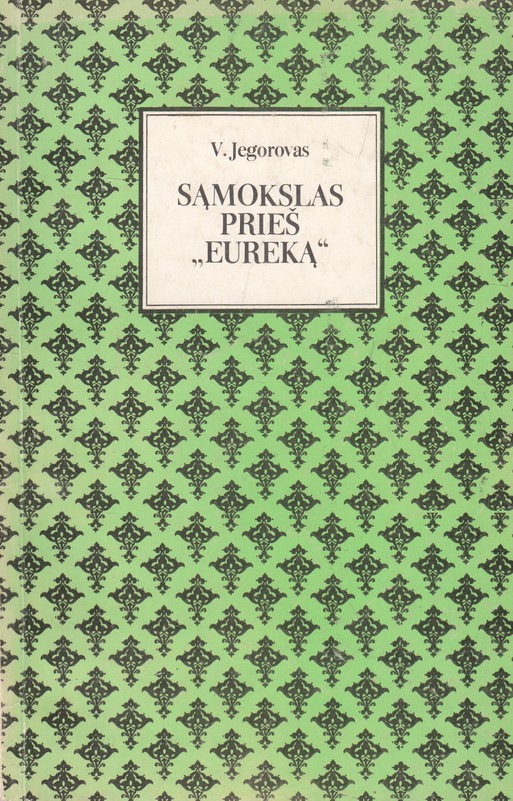 V. Jegorovas
SĄMOKSLAS
PRIEŠ
„EUREKĄ“